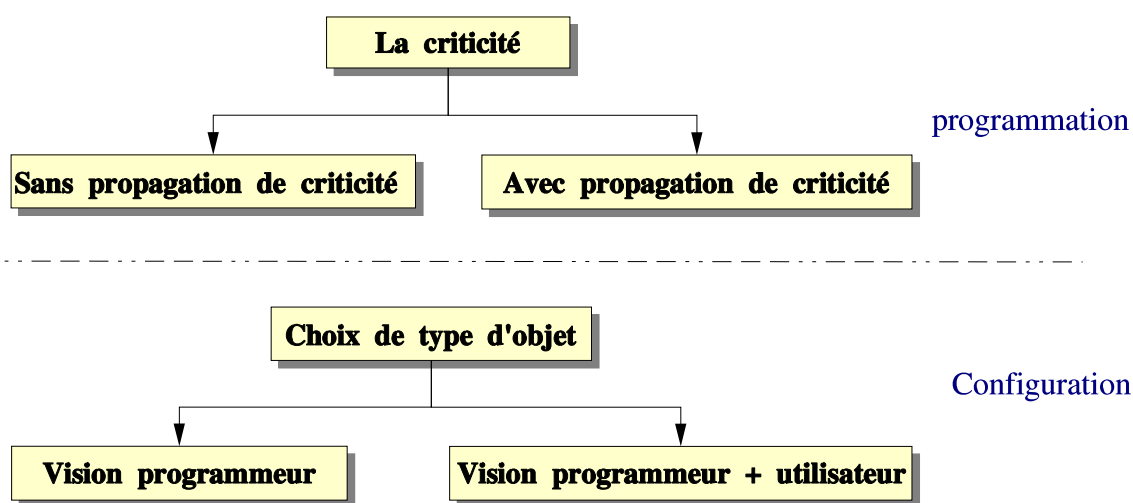 La criticité
programmation
Sans propagation de criticité
Avec propagation de criticité
Choix de type d'objet
Configuration
Vision programmeur
Vision programmeur + utilisateur